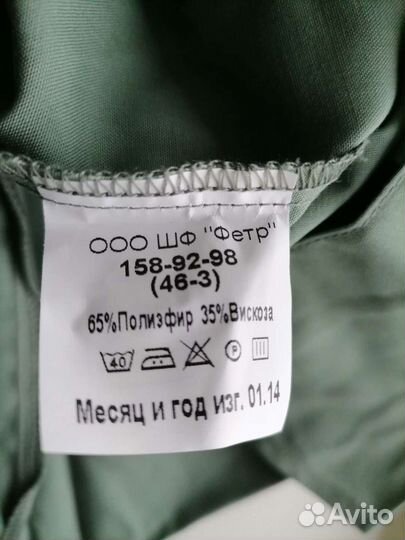 ООО ШФ "Фетр"
158-92-98
(46-3)
65%Полиэфир 35%Вискоза
40 P
Месяц и год изг. 01.14
Avito